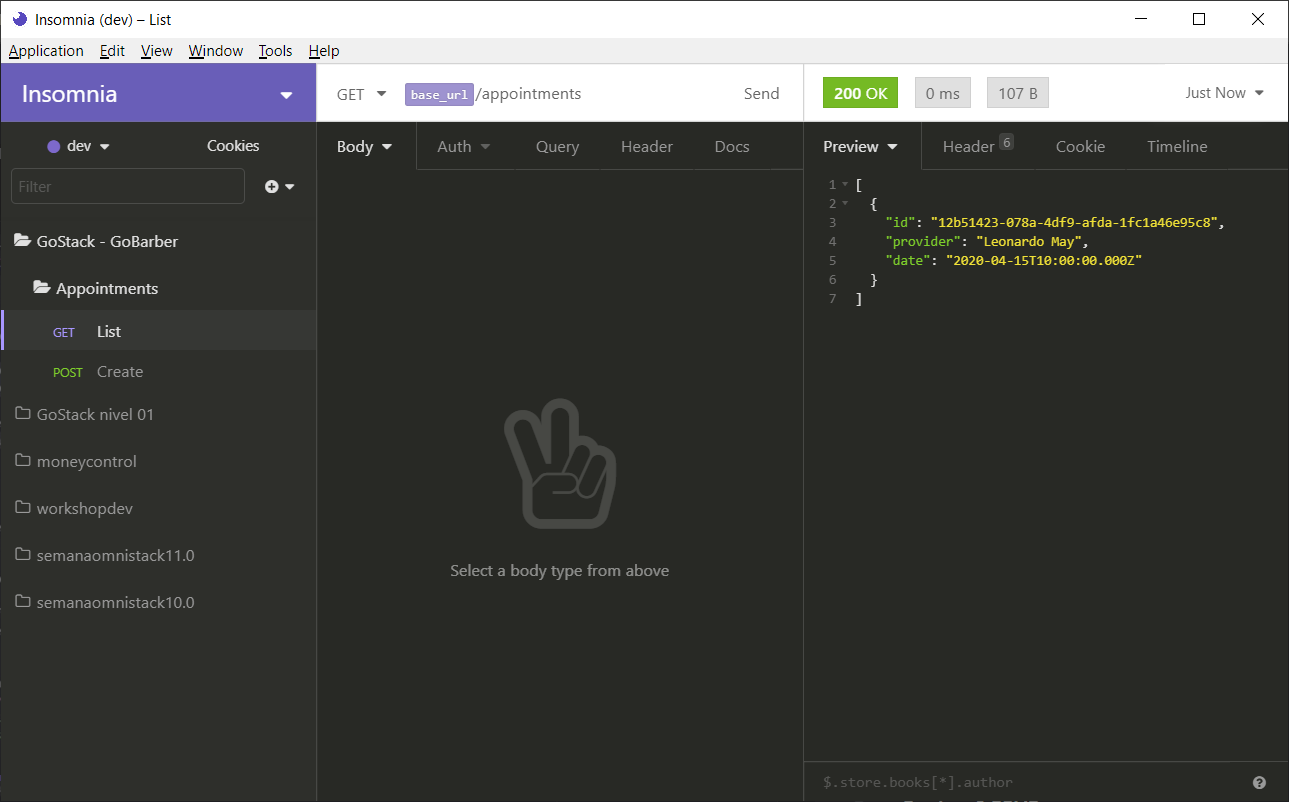 Insomnia (dev) – List
Application Edit View Window Tools Help
Insomnia
GET base_url/appointments Send
200 OK 0 ms 107 B Just Now
dev Cookies
Filter
GoStack - GoBarber
Appointments
GET List
POST Create
GoStack nivel 01
moneycontrol
workshopdev
semanaomnistack11.0
semanaomnistack10.0
Body Auth Query Header Docs
Select a body type from above
Preview Header 6 Cookie Timeline
1 [
2 {
3 "id": "12b51423-078a-4df9-afda-1fc1a46e95c8",
4 "provider": "Leonardo May",
5 "date": "2020-04-15T10:00:00.000Z"
6 }
7 ]
$.store.books[*].author
?